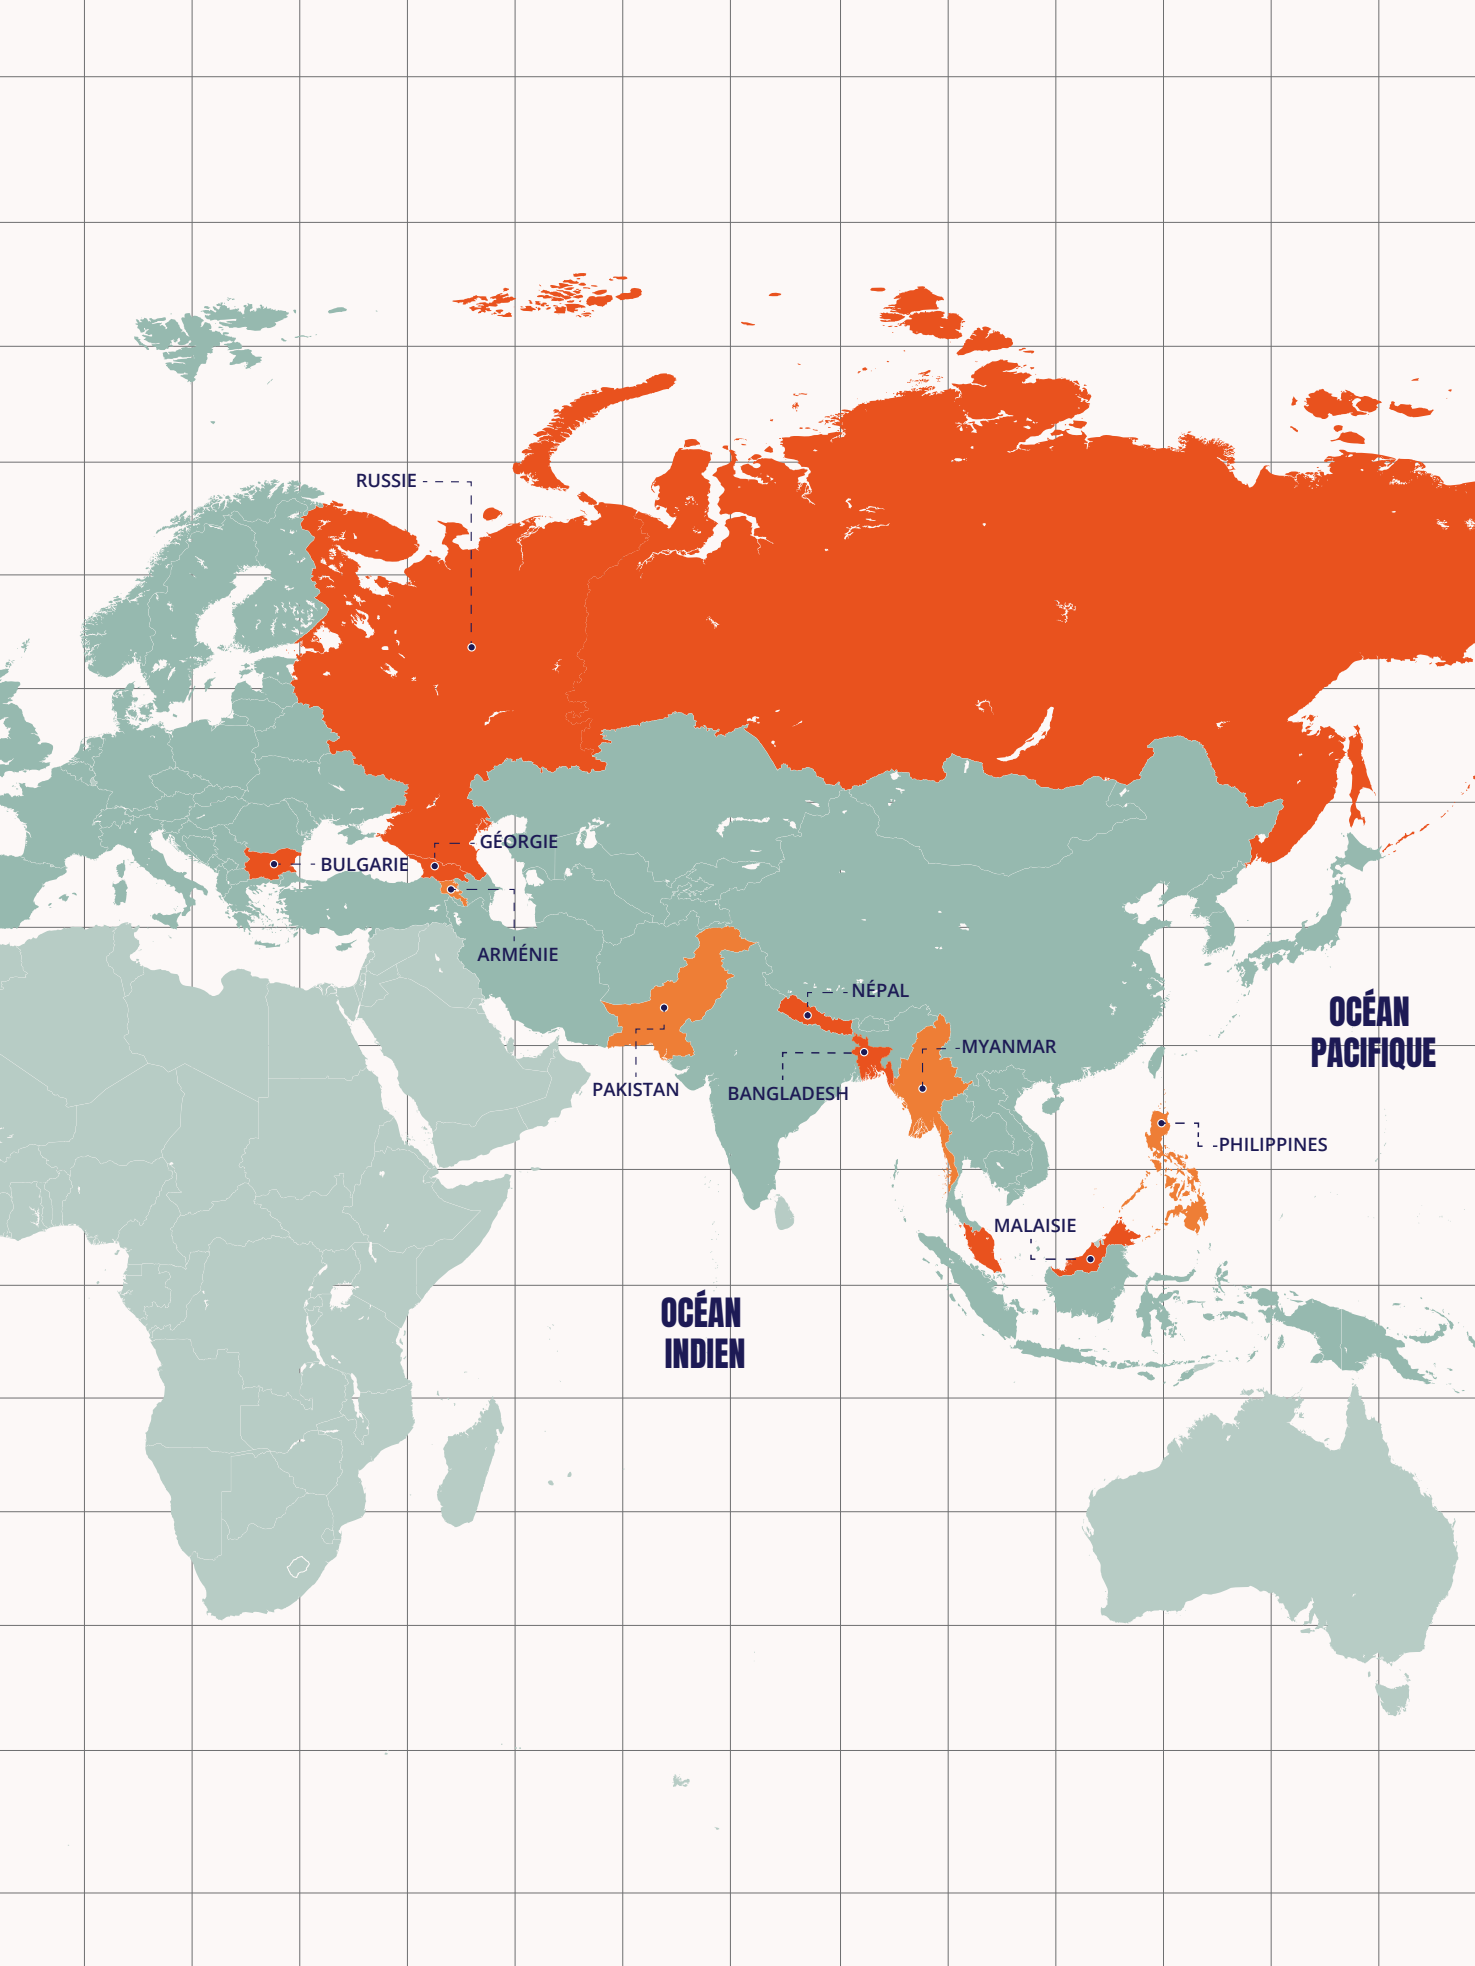 RUSSIE
GÉORGIE
BULGARIE
ARMÉNIE
NÉPAL
OCÉAN
PACIFIQUE
MYANMAR
PAKISTAN
BANGLADESH
PHILIPPINES
MALAISIE
OCÉAN
INDIEN